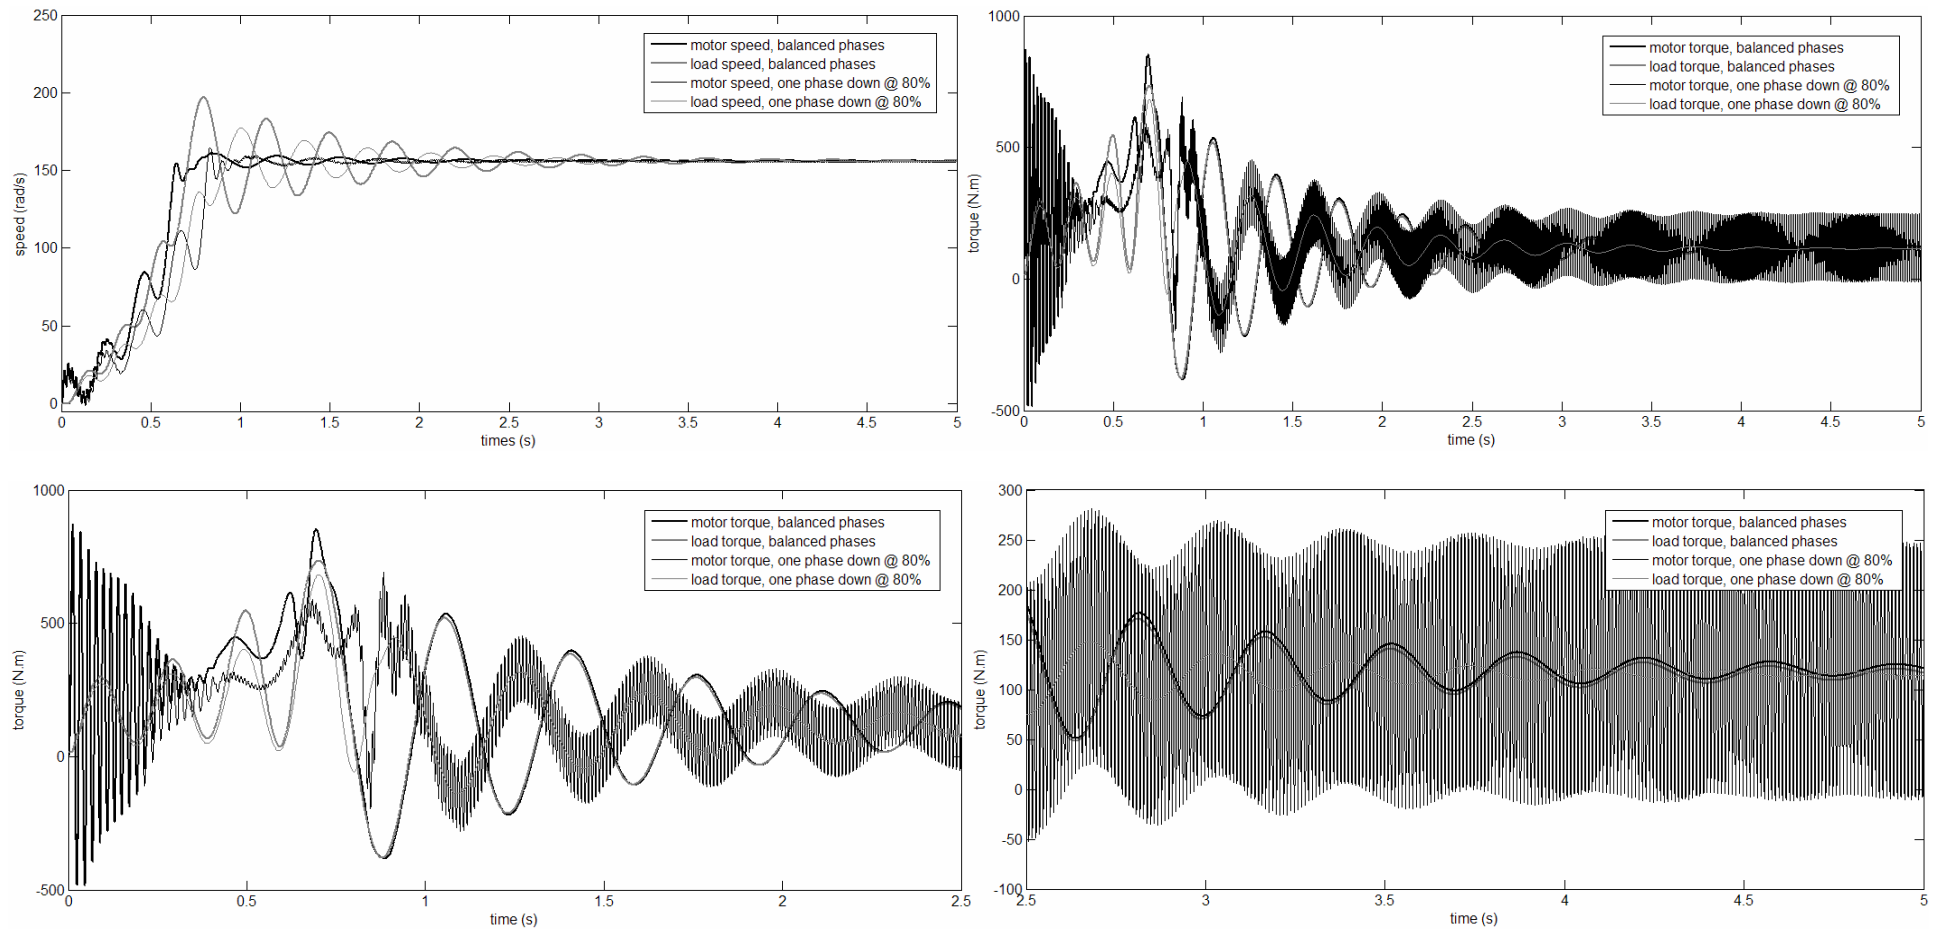 250
200
150
100
50
0
speed (rad/s)
motor speed, balanced phases
load speed, balanced phases
motor speed, one phase down @ 80%
load speed, one phase down @ 80%
0 0.5 1 1.5 2 2.5 3 3.5 4 4.5 5
times (s)
1000
500
0
-500
torque (N.m)
motor torque, balanced phases
load torque, balanced phases
motor torque, one phase down @ 80%
load torque, one phase down @ 80%
0 0.5 1 1.5 2 2.5 3 3.5 4 4.5 5
time (s)
1000
500
0
-500
torque (N.m)
motor torque, balanced phases
load torque, balanced phases
motor torque, one phase down @ 80%
load torque, one phase down @ 80%
0 0.5 1 1.5 2 2.5
time (s)
300
250
200
150
100
50
0
-50
-100
torque (N.m)
motor torque, balanced phases
load torque, balanced phases
motor torque, one phase down @ 80%
load torque, one phase down @ 80%
2.5 3 3.5 4 4.5 5
time (s)